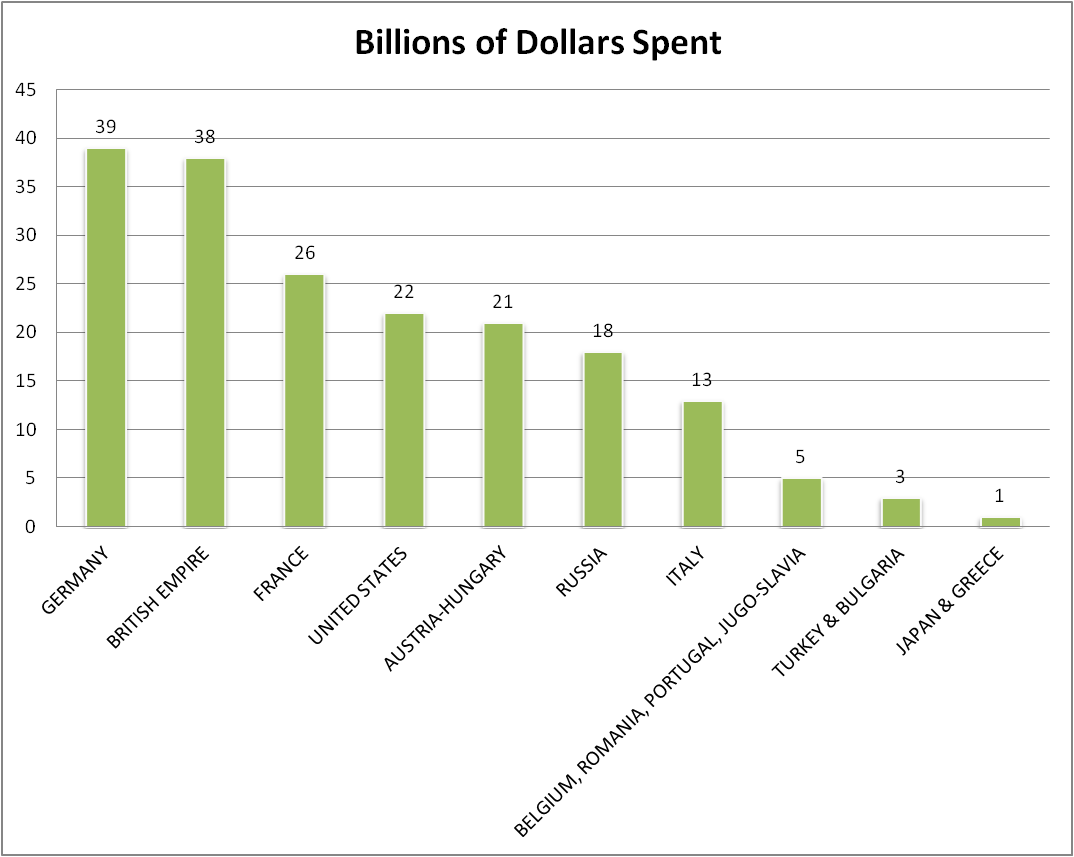 Billions of Dollars Spent
45
40
35
30
25
20
15
10
5
0
39
38
26
22
21
18
13
5
3
1
GERMANY
BRITISH EMPIRE
FRANCE
UNITED STATES
AUSTRIA-HUNGARY
RUSSIA
ITALY
BELGIUM, ROMANIA, PORTUGAL, JUGO-SLAVIA
TURKEY & BULGARIA
JAPAN & GREECE